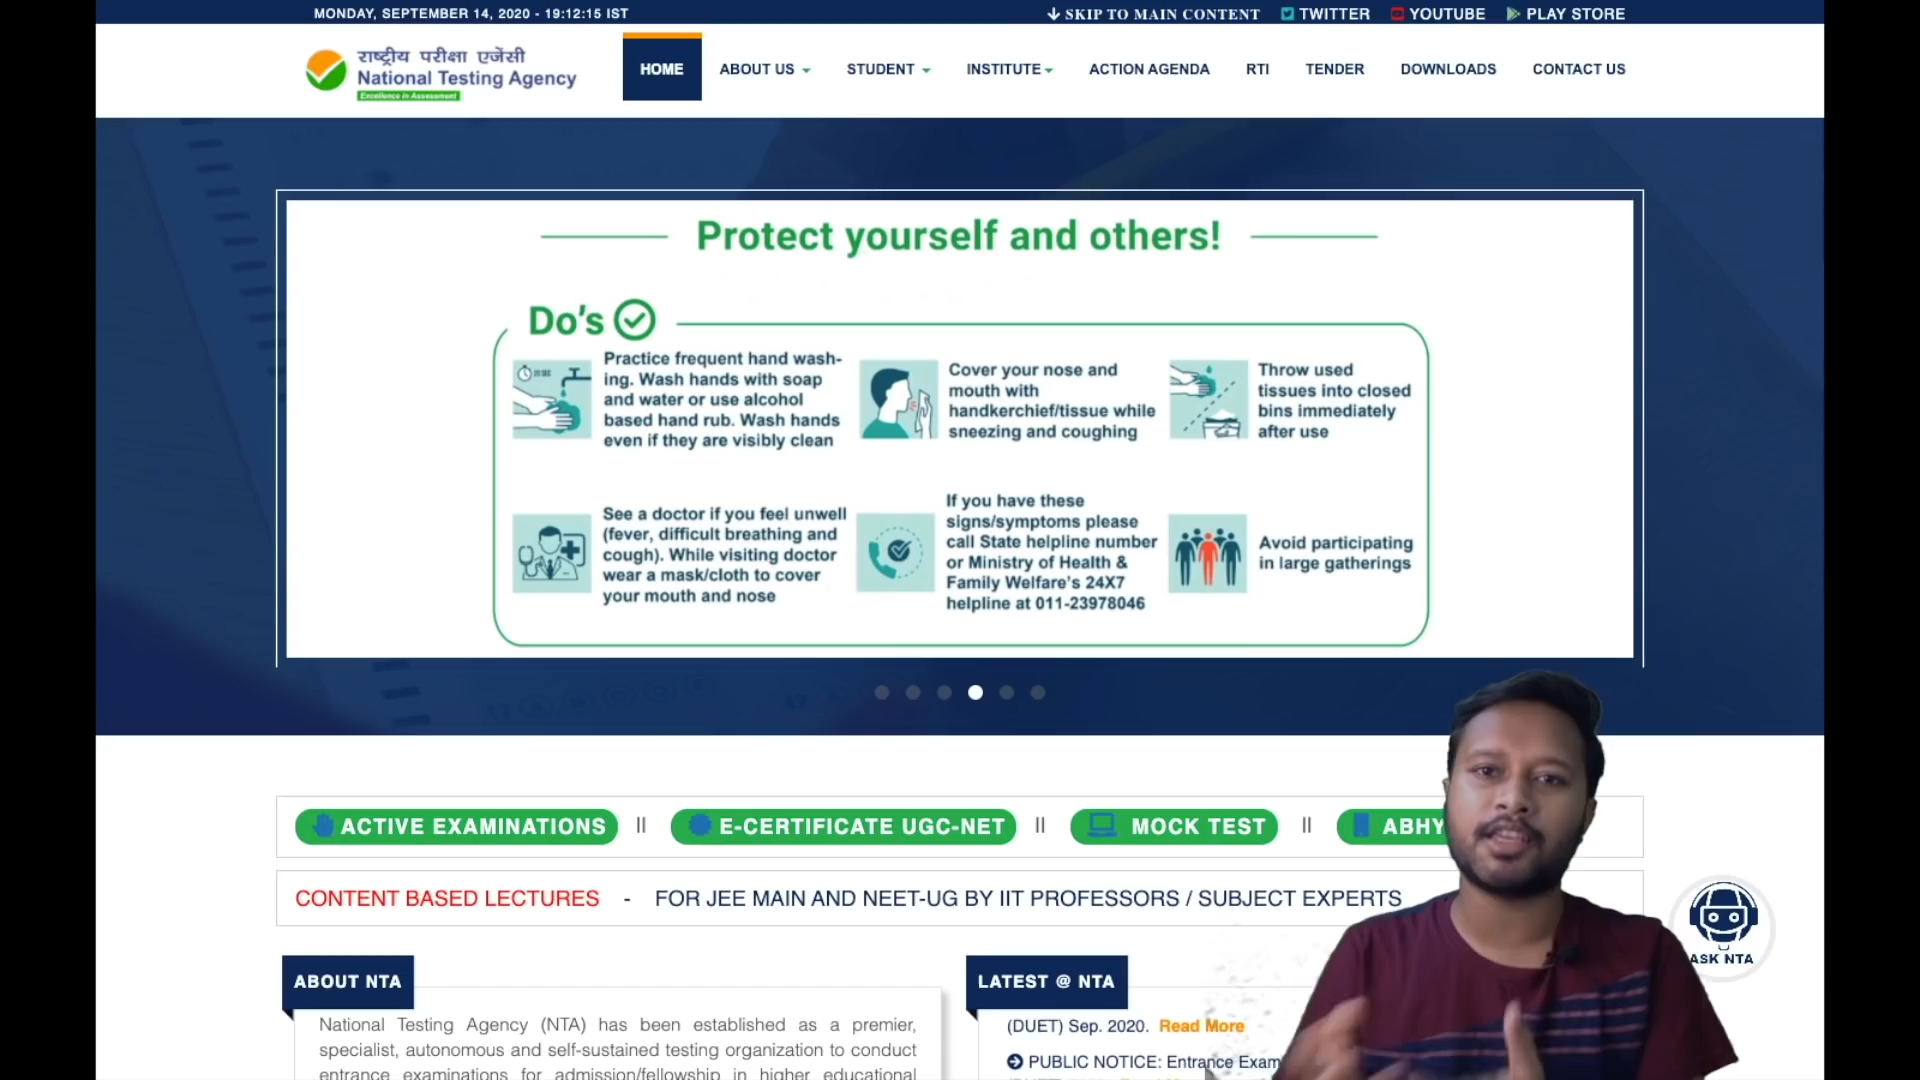 MONDAY, SEPTEMBER 14, 2020 - 19:12:15 IST
SKIP TO MAIN CONTENT TWITTER YOUTUBE PLAY STORE
राष्ट्रीय परीक्षा एजेंसी
National Testing Agency
Excellence in Assessment
HOME ABOUT US STUDENT INSTITUTE ACTION AGENDA RTI TENDER DOWNLOADS CONTACT US
Protect yourself and others!
Do's
Practice frequent hand wash-
ing. Wash hands with soap
and water or use alcohol
based hand rub. Wash hands
even if they are visibly clean
Cover your nose and
mouth with
handkerchief/tissue while
sneezing and coughing
Throw used
tissues into closed
bins immediately
after use
See a doctor if you feel unwell
(fever, difficult breathing and
cough). While visiting doctor
wear a mask/cloth to cover
your mouth and nose
If you have these
signs/symptoms please
call State helpline number
or Ministry of Health &
Family Welfare's 24X7
helpline at 011-23978046
Avoid participating
in large gatherings
ACTIVE EXAMINATIONS || E-CERTIFICATE UGC-NET || MOCK TEST || ABHY
CONTENT BASED LECTURES - FOR JEE MAIN AND NEET-UG BY IIT PROFESSORS / SUBJECT EXPERTS
ASK NTA
ABOUT NTA
National Testing Agency (NTA) has been established as a premier,
specialist, autonomous and self-sustained testing organization to conduct
entrance examinations for admission/fellowship in higher educational
LATEST @ NTA
(DUET) Sep. 2020. Read More
PUBLIC NOTICE: Entrance Exam